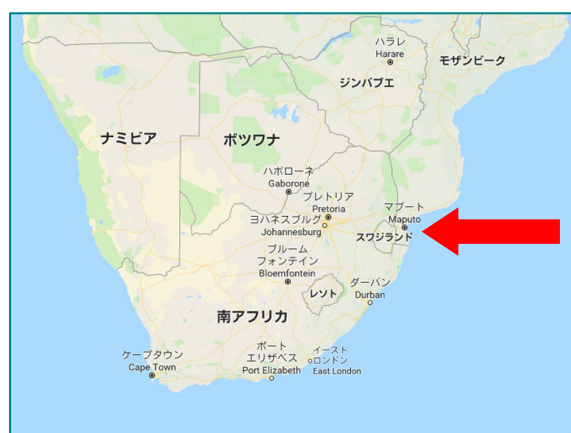 ハラレ
Harare
モザンビーク
ジンバブエ
ナミビア
ボツワナ
ハボローネ
Gaborone
プレトリア
Pretoria
マプート
Maputo
ヨハネスブルグ
Johannesburg
スワジランド
ブルーム
フォンテイン
Bloemfontein
ダーバン
Durban
レソト
南アフリカ
ケープタウン
Cape Town
ポート
エリザベス
Port Elizabeth
イースト
ロンドン
East London